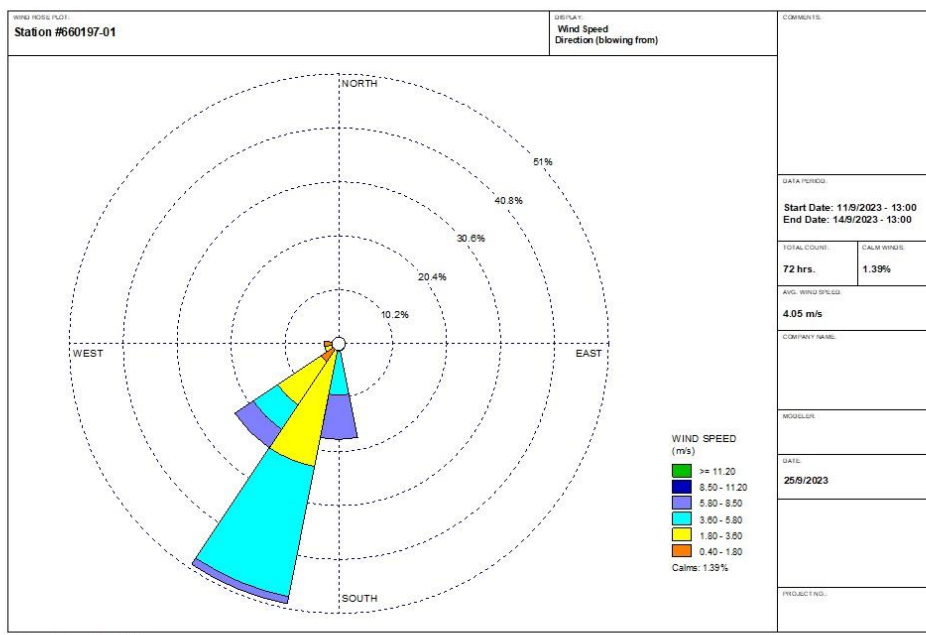 WIND ROSE PLOT:
Station #660197-01
DISPLAY:
Wind Speed
Direction (blowing from)
COMMENTS:
NORTH
51%
40.8%
30.6%
20.4%
10.2%
WEST
EAST
SOUTH
WIND SPEED
(m/s)
>= 11.20
8.50 - 11.20
5.80 - 8.50
3.60 - 5.80
1.80 - 3.60
0.40 - 1.80
Calms: 1.39%
DATA PERIOD:
Start Date: 11/9/2023 - 13:00
End Date: 14/9/2023 - 13:00
TOTAL COUNT:
72 hrs.
CALM WINDS:
1.39%
AVG. WIND SPEED:
4.05 m/s
COMPANY NAME:
MODELER:
DATE:
25/9/2023
PROJECT NO.: